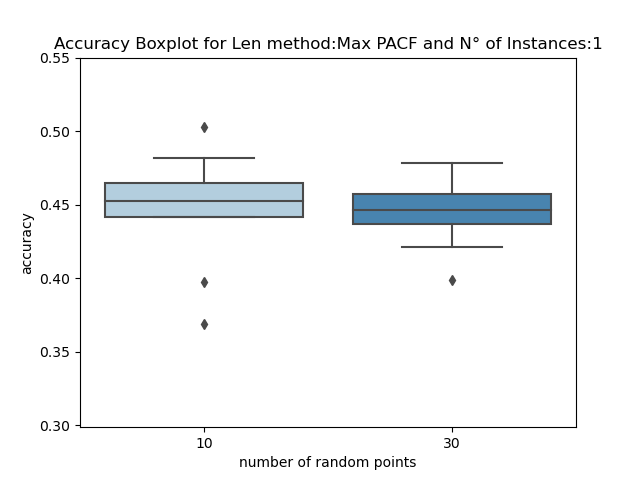 Accuracy Boxplot for Len method:Max PACF and N° of Instances:1
0.55
0.50
0.45
0.40
0.35
0.30
accuracy
10
30
number of random points